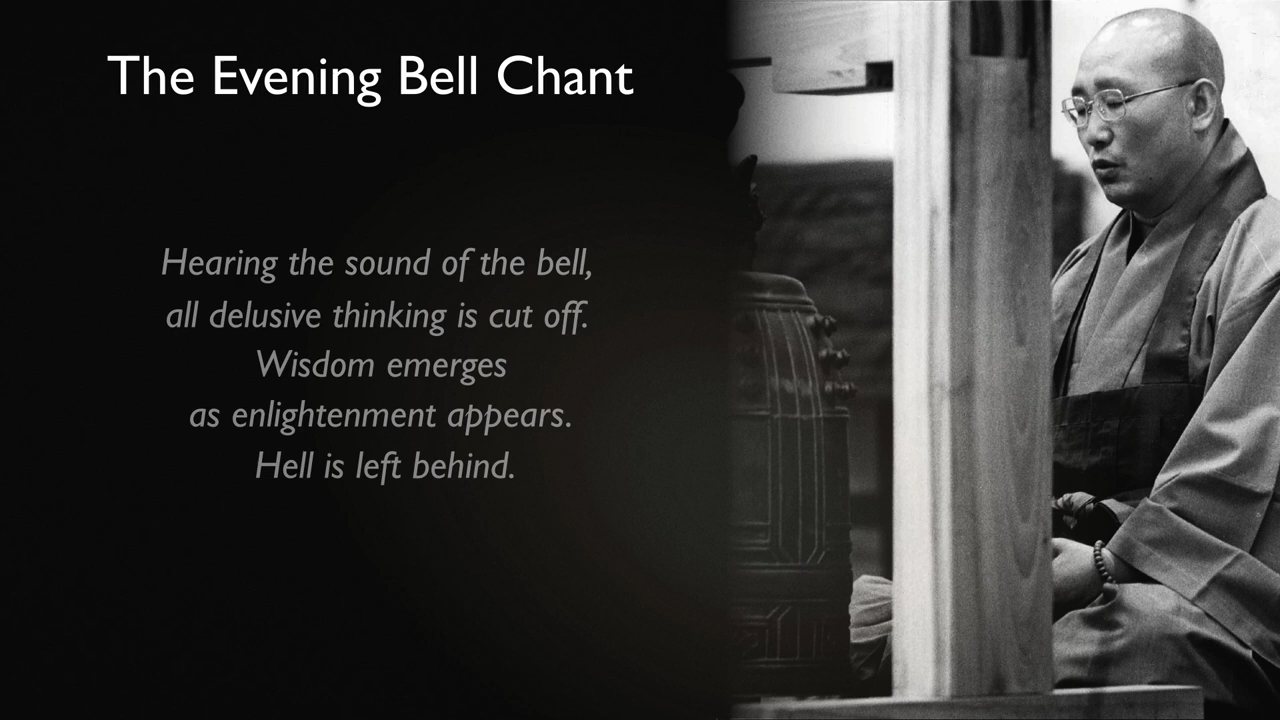 The Evening Bell Chant
Hearing the sound of the bell,
all delusive thinking is cut off.
Wisdom emerges
as enlightenment appears.
Hell is left behind.